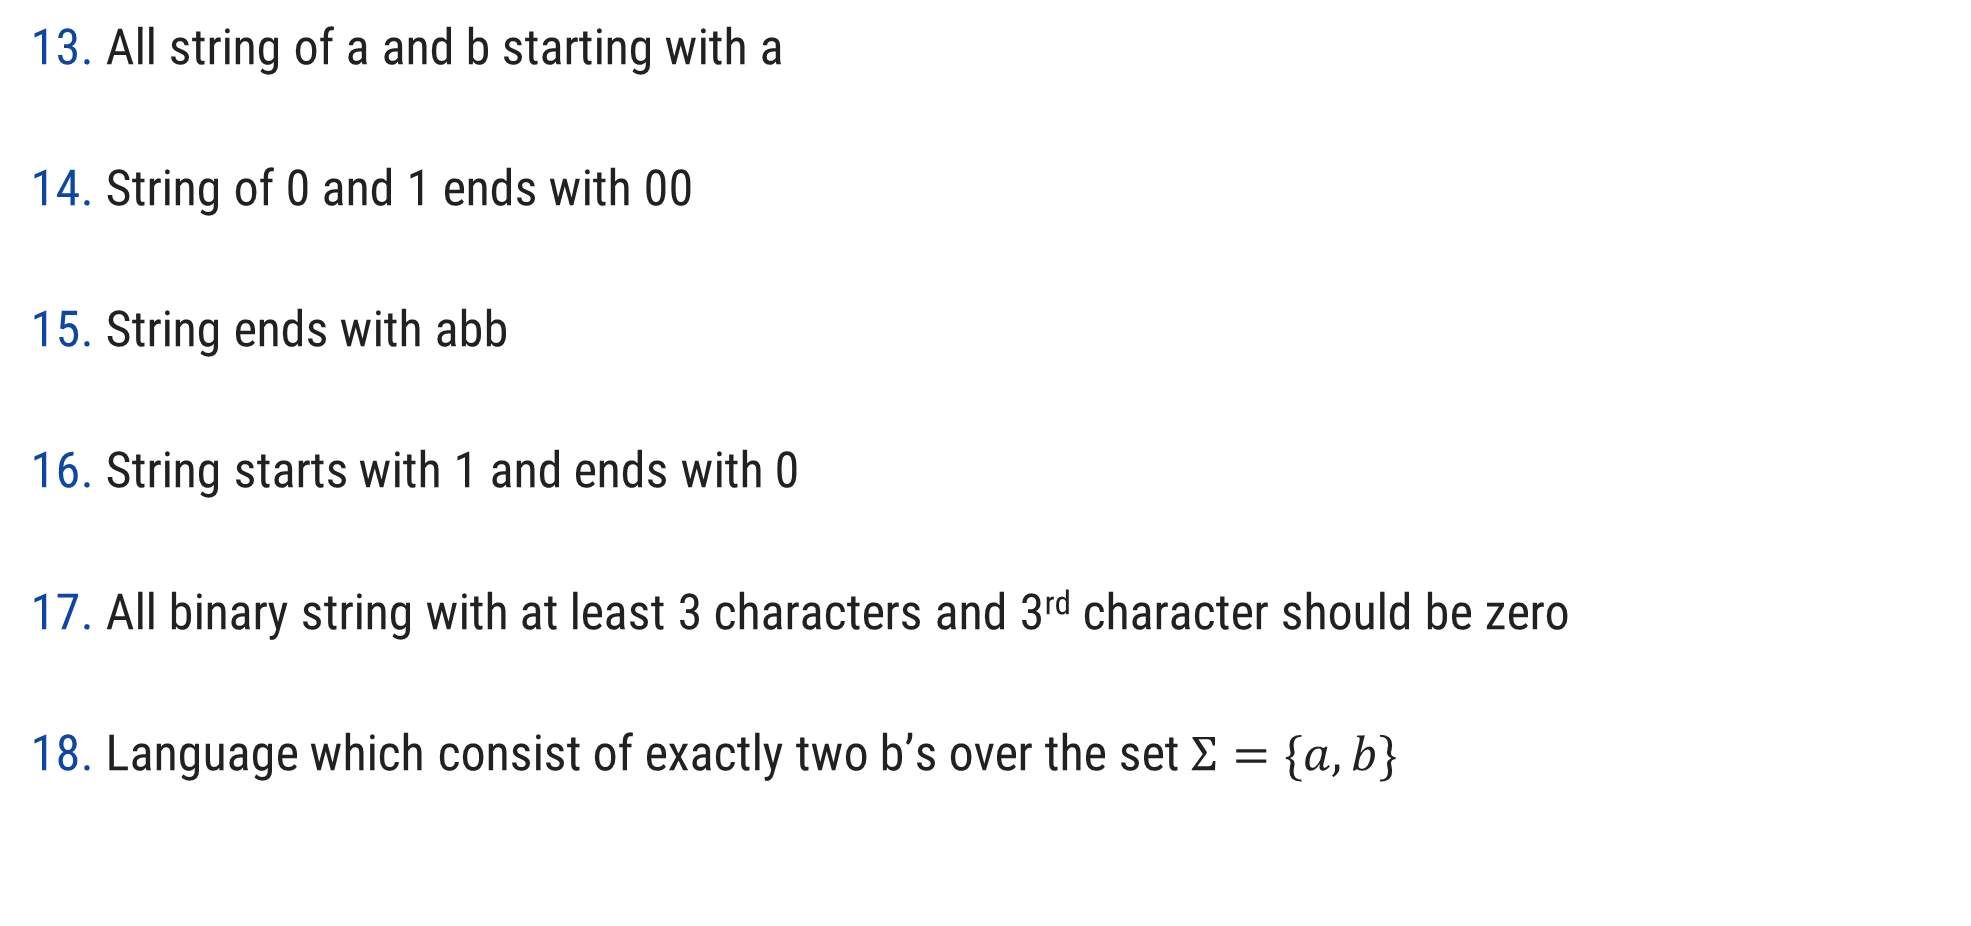 13. All string of a and b starting with a
14. String of 0 and 1 ends with 00
15. String ends with abb
16. String starts with 1 and ends with 0
17. All binary string with at least 3 characters and 3rd character should be zero
18. Language which consist of exactly two b’s over the set Σ = {a, b}